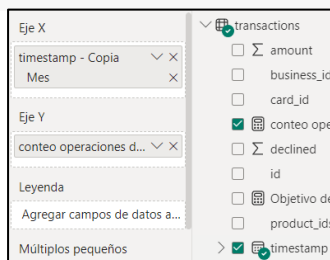 Eje X
timestamp - Copia
Mes
Eje Y
conteo operaciones d...
Leyenda
Agregar campos de datos a...
Múltiplos pequeños
transactions
amount
business_id
card_id
conteo ope
declined
id
Objetivo de
product_ids
timestamp